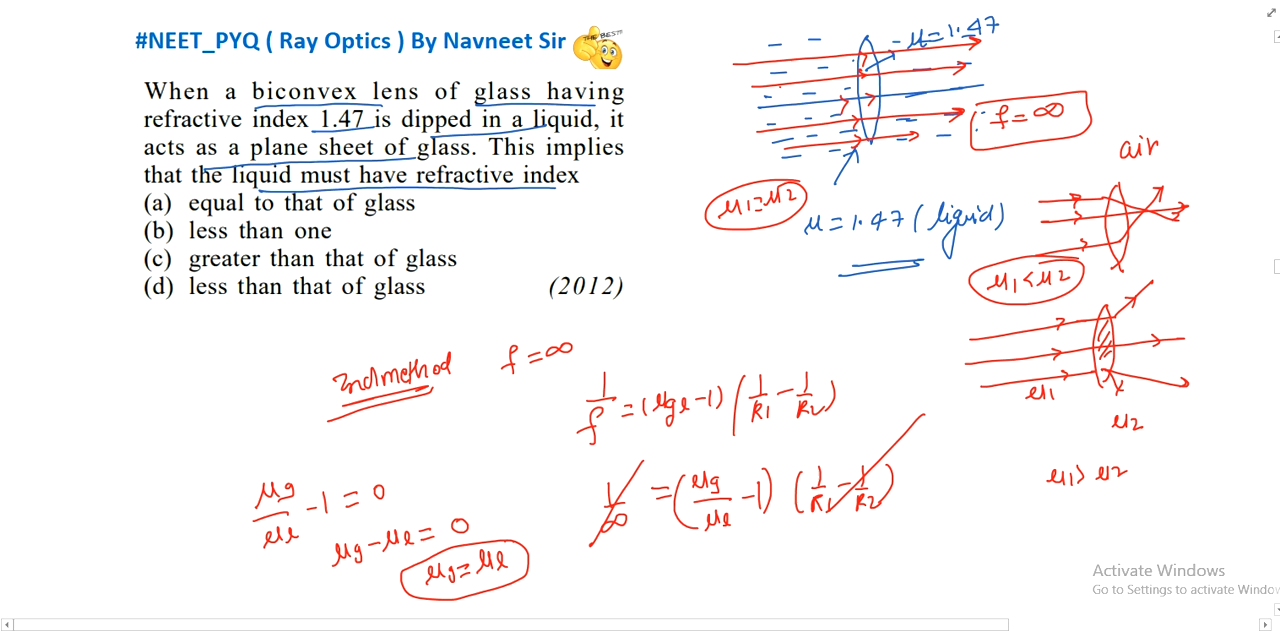 #NEET_PYQ ( Ray Optics ) By Navneet Sir
THE BEST!!!
When a biconvex lens of glass having
refractive index 1.47 is dipped in a liquid, it
acts as a plane sheet of glass. This implies
that the liquid must have refractive index
(a) equal to that of glass
(b) less than one
(c) greater than that of glass
(d) less than that of glass (2012)
μ=1.47
f=∞
air
μ1=μ2
μ=1.47 (liquid)
μ1<μ2
μ1
μ2
μ1>μ2
2nd method f=∞
1/f = (μgl-1) (1/R1 - 1/R2)
1/∞ = (μg/μl -1) (1/R1 - 1/R2)
μg/μl -1=0
μg-μl=0
μg=μl
Activate Windows
Go to Settings to activate Window